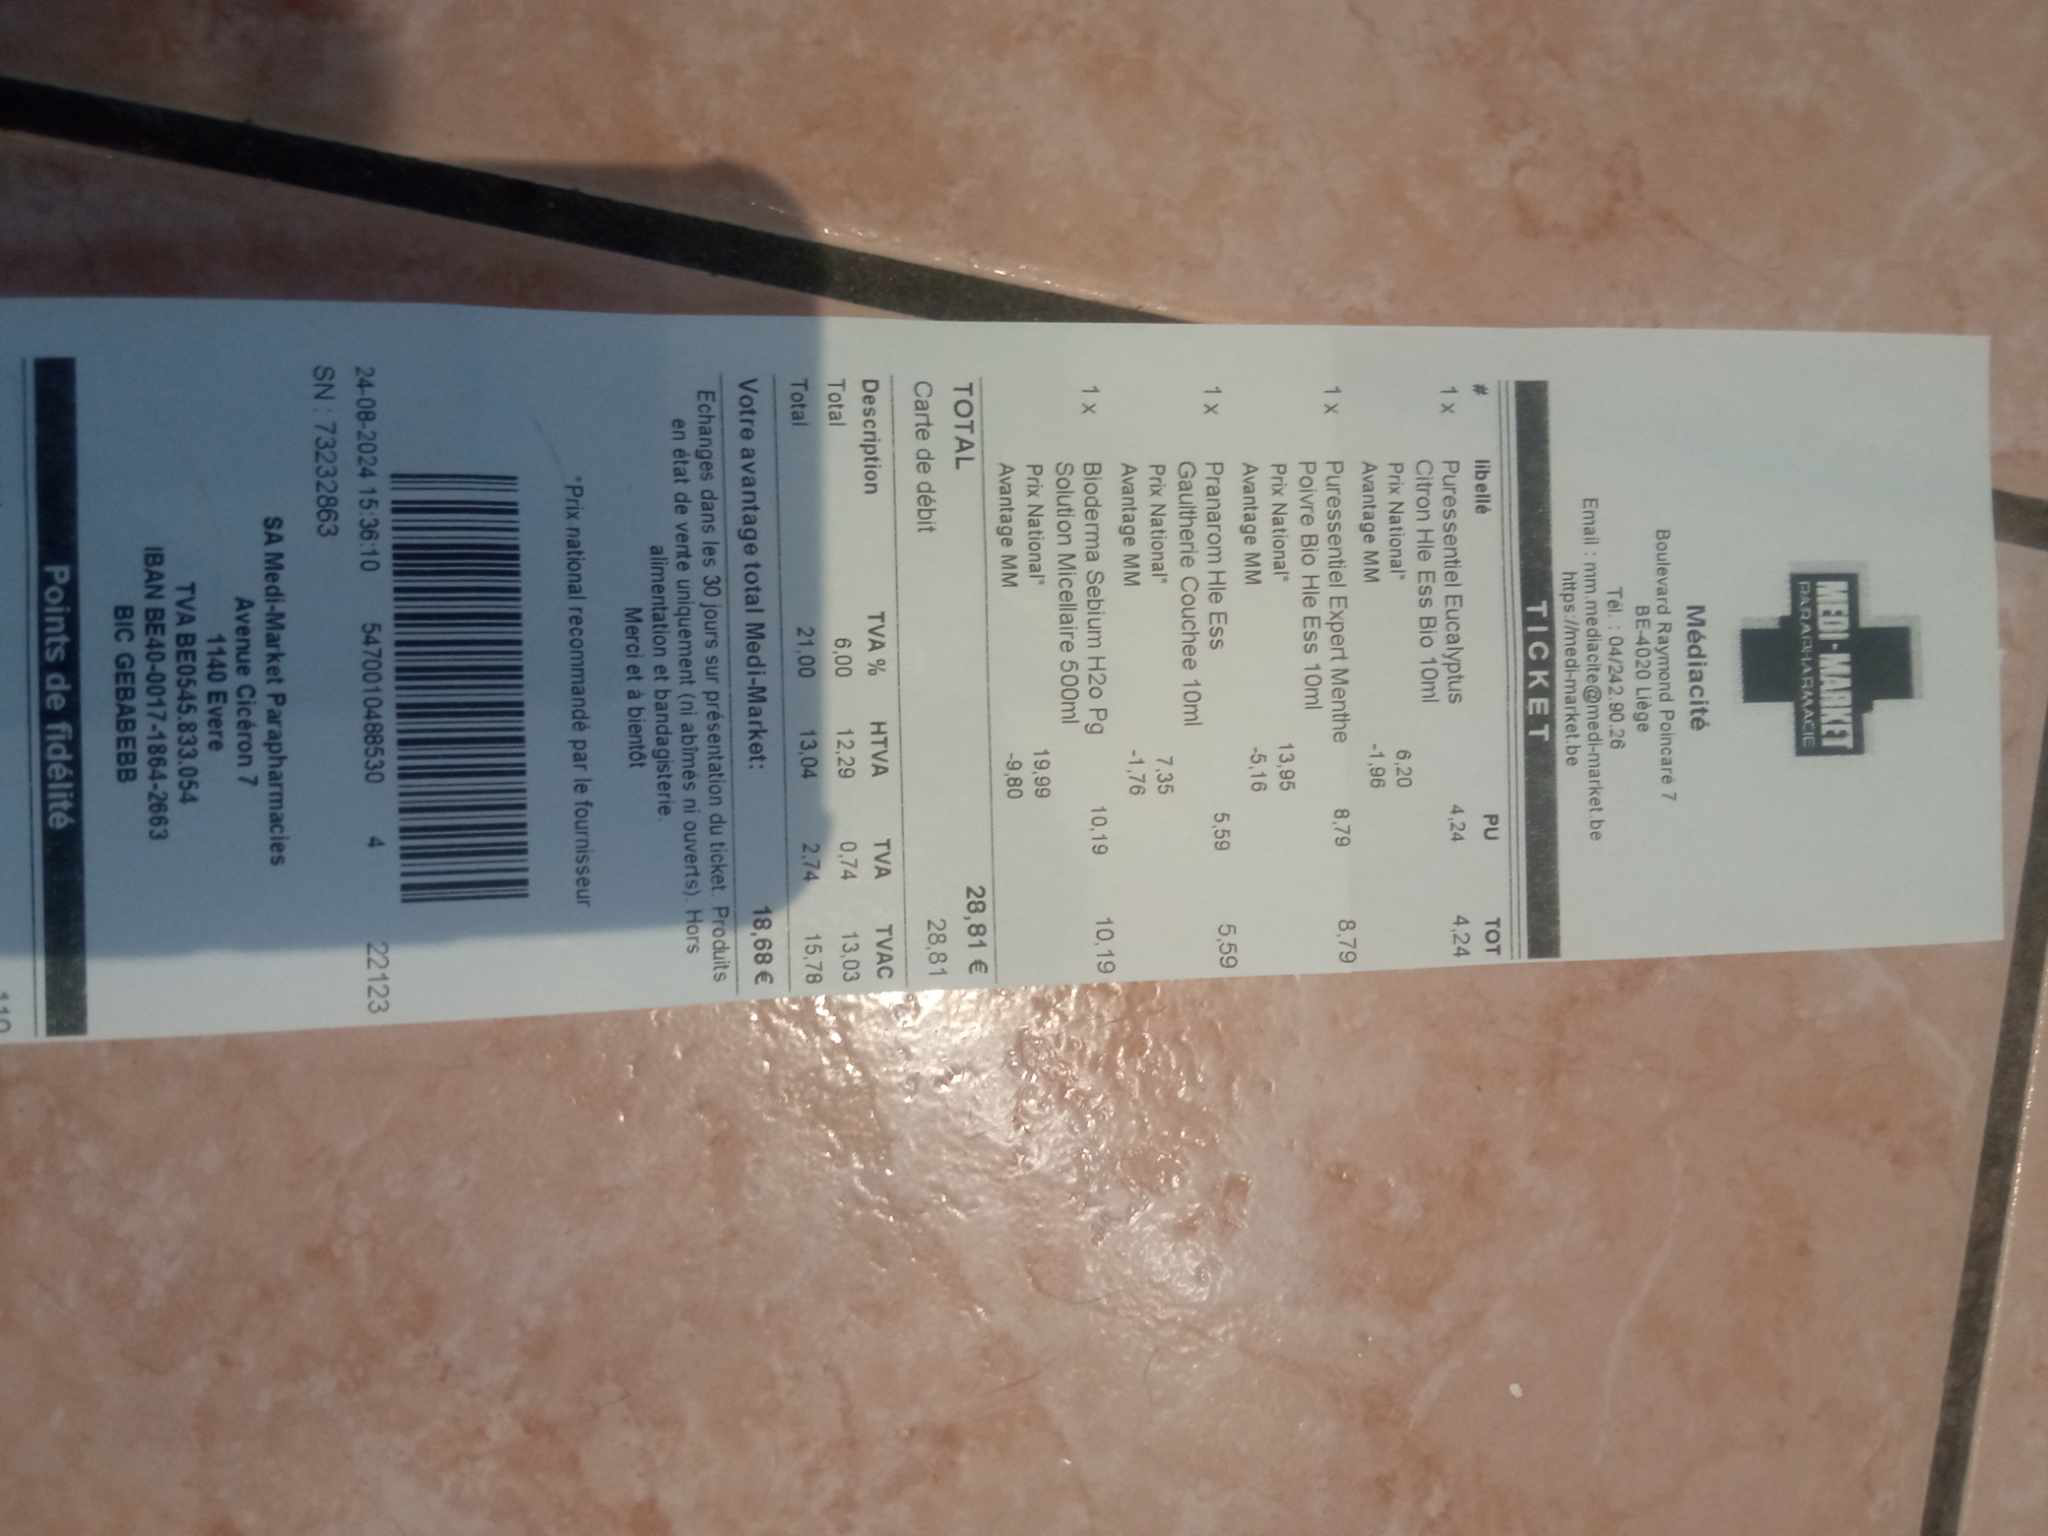 MEDI-MARKET
PARAPHARMACIE
Médiacité
Boulevard Raymond Poincaré 7
BE-4020 Liège
Tél. : 04/242.90.26
Email : mm.mediacite@medi-market.be
https://medi-market.be
TICKET
# libellé PU TOT
1 x Puressentiel Eucalyptus 4,24 4,24
Citron Hle Ess Bio 10ml
Prix National* 6,20
Avantage MM -1,96
1 x Puressentiel Expert Menthe 8,79 8,79
Poivre Bio Hle Ess 10ml
Prix National* 13,95
Avantage MM -5,16
1 x Pranarom Hle Ess 5,59 5,59
Gaultherie Couchee 10ml
Prix National* 7,35
Avantage MM -1,76
1 x Bioderma Sebium H2o Pg 10,19 10,19
Solution Micellaire 500ml
Prix National* 19,99
Avantage MM -9,80
TOTAL 28,81 €
Carte de débit 28,81
Description TVA % HTVA TVA TVAC
Total 6,00 12,29 0,74 13,03
Total 21,00 13,04 2,74 15,78
Votre avantage total Medi-Market: 18,68 €
Echanges dans les 30 jours sur présentation du ticket. Produits
en état de vente uniquement (ni abîmés ni ouverts). Hors
alimentation et bandagisterie.
Merci et à bientôt
*Prix national recommandé par le fournisseur
24-08-2024 15:36:10 5470010488530 4 22123
SN : 73232863
SA Medi-Market Parapharmacies
Avenue Cicéron 7
1140 Evere
TVA BE0545.833.054
IBAN BE40-0017-1864-2663
BIC GEBABEBB
Points de fidélité